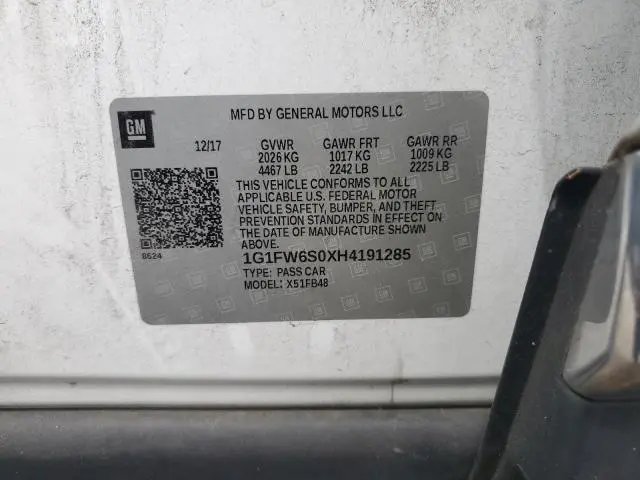 MFD BY GENERAL MOTORS LLC
GM
12/17 GVWR GAWR FRT GAWR RR
2026 KG 1017 KG 1009 KG
4467 LB 2242 LB 2225 LB
THIS VEHICLE CONFORMS TO ALL
APPLICABLE U.S. FEDERAL MOTOR
VEHICLE SAFETY, BUMPER, AND THEFT
PREVENTION STANDARDS IN EFFECT ON
THE DATE OF MANUFACTURE SHOWN
ABOVE.
8624
1G1FW6S0XH4191285
TYPE: PASS CAR
MODEL: X51FB48